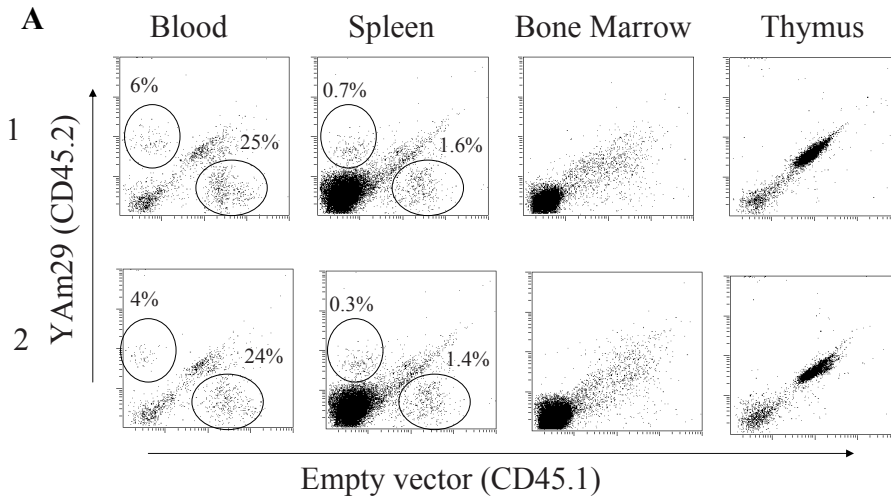 A
Blood Spleen Bone Marrow Thymus
1
6%
25%
0.7%
1.6%
2
4%
24%
0.3%
1.4%
YAm29 (CD45.2)
Empty vector (CD45.1)